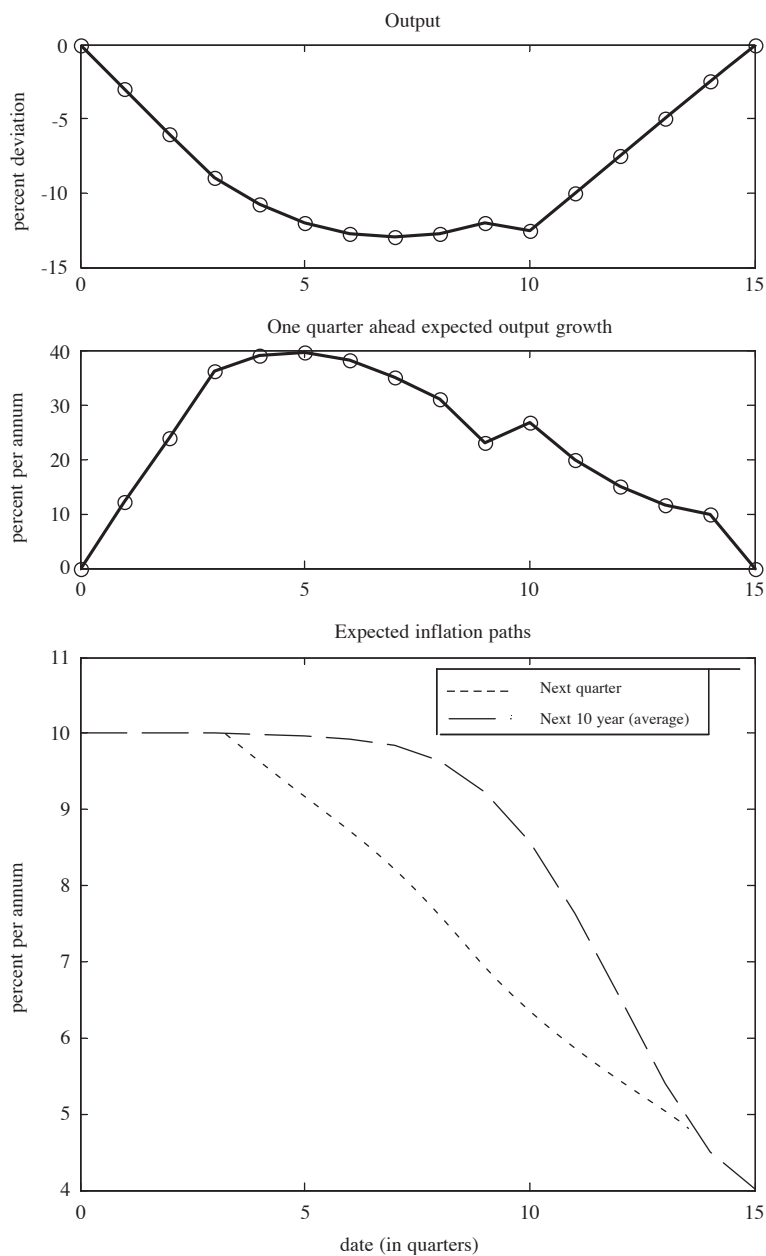 Output
0
-5
-10
-15
percent deviation
0 5 10 15
One quarter ahead expected output growth
40
30
20
10
0
percent per annum
0 5 10 15
Expected inflation paths
11
10
9
8
7
6
5
4
percent per annum
Next quarter
Next 10 year (average)
0 5 10 15
date (in quarters)